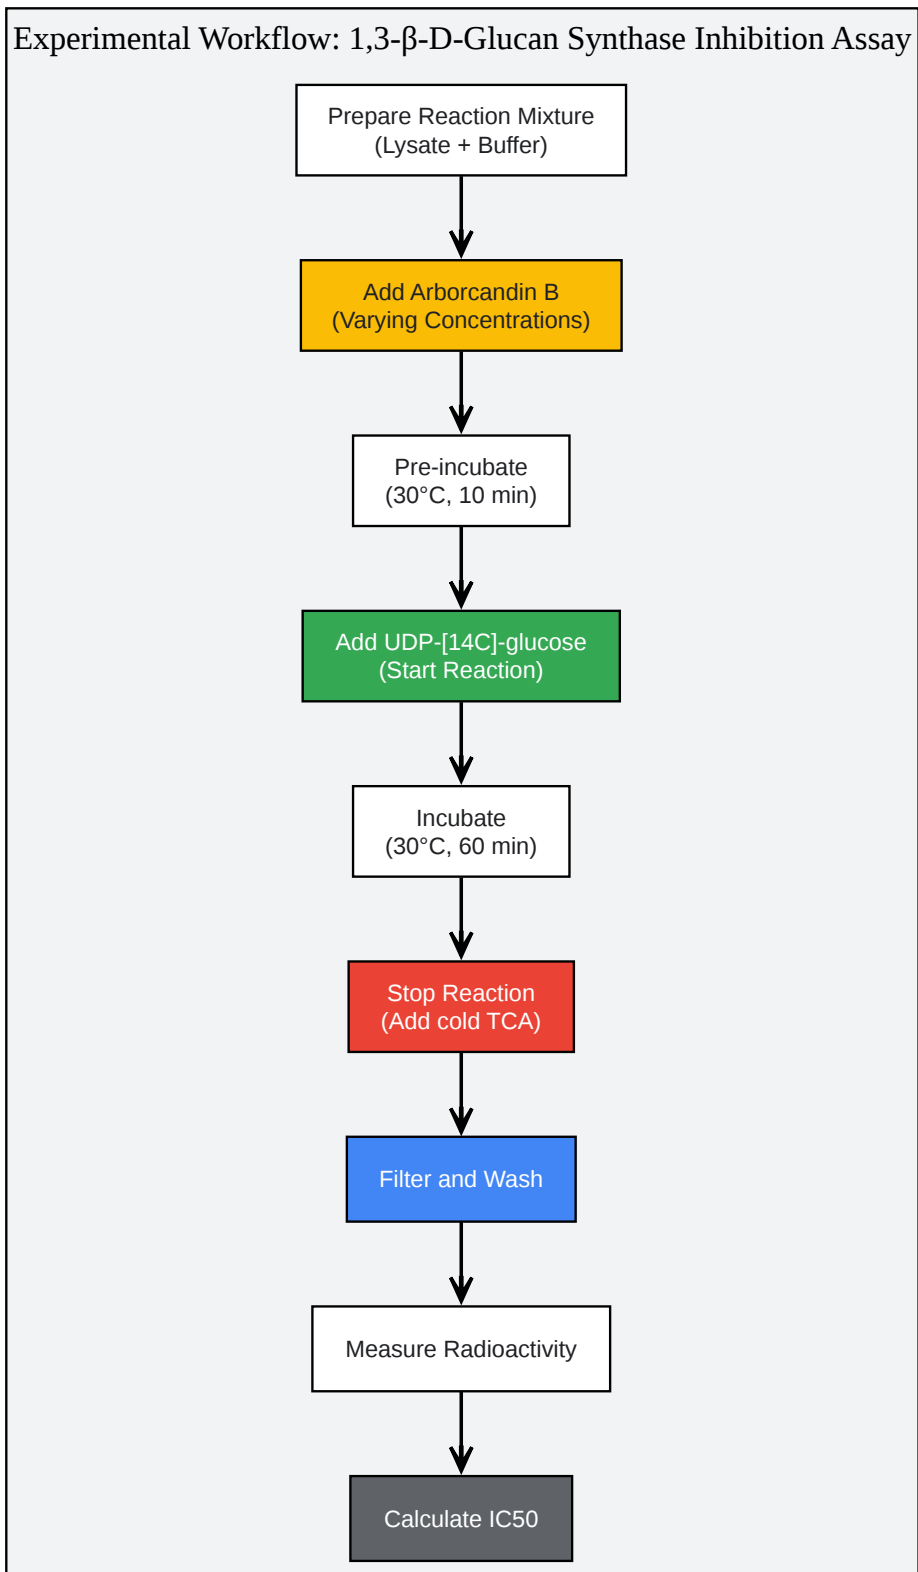 Experimental Workflow: 1,3-β-D-Glucan Synthase Inhibition Assay
Prepare Reaction Mixture
(Lysate + Buffer)
Add Arborcandin B
(Varying Concentrations)
Pre-incubate
(30°C, 10 min)
Add UDP-[14C]-glucose
(Start Reaction)
Incubate
(30°C, 60 min)
Stop Reaction
(Add cold TCA)
Filter and Wash
Measure Radioactivity
Calculate IC50